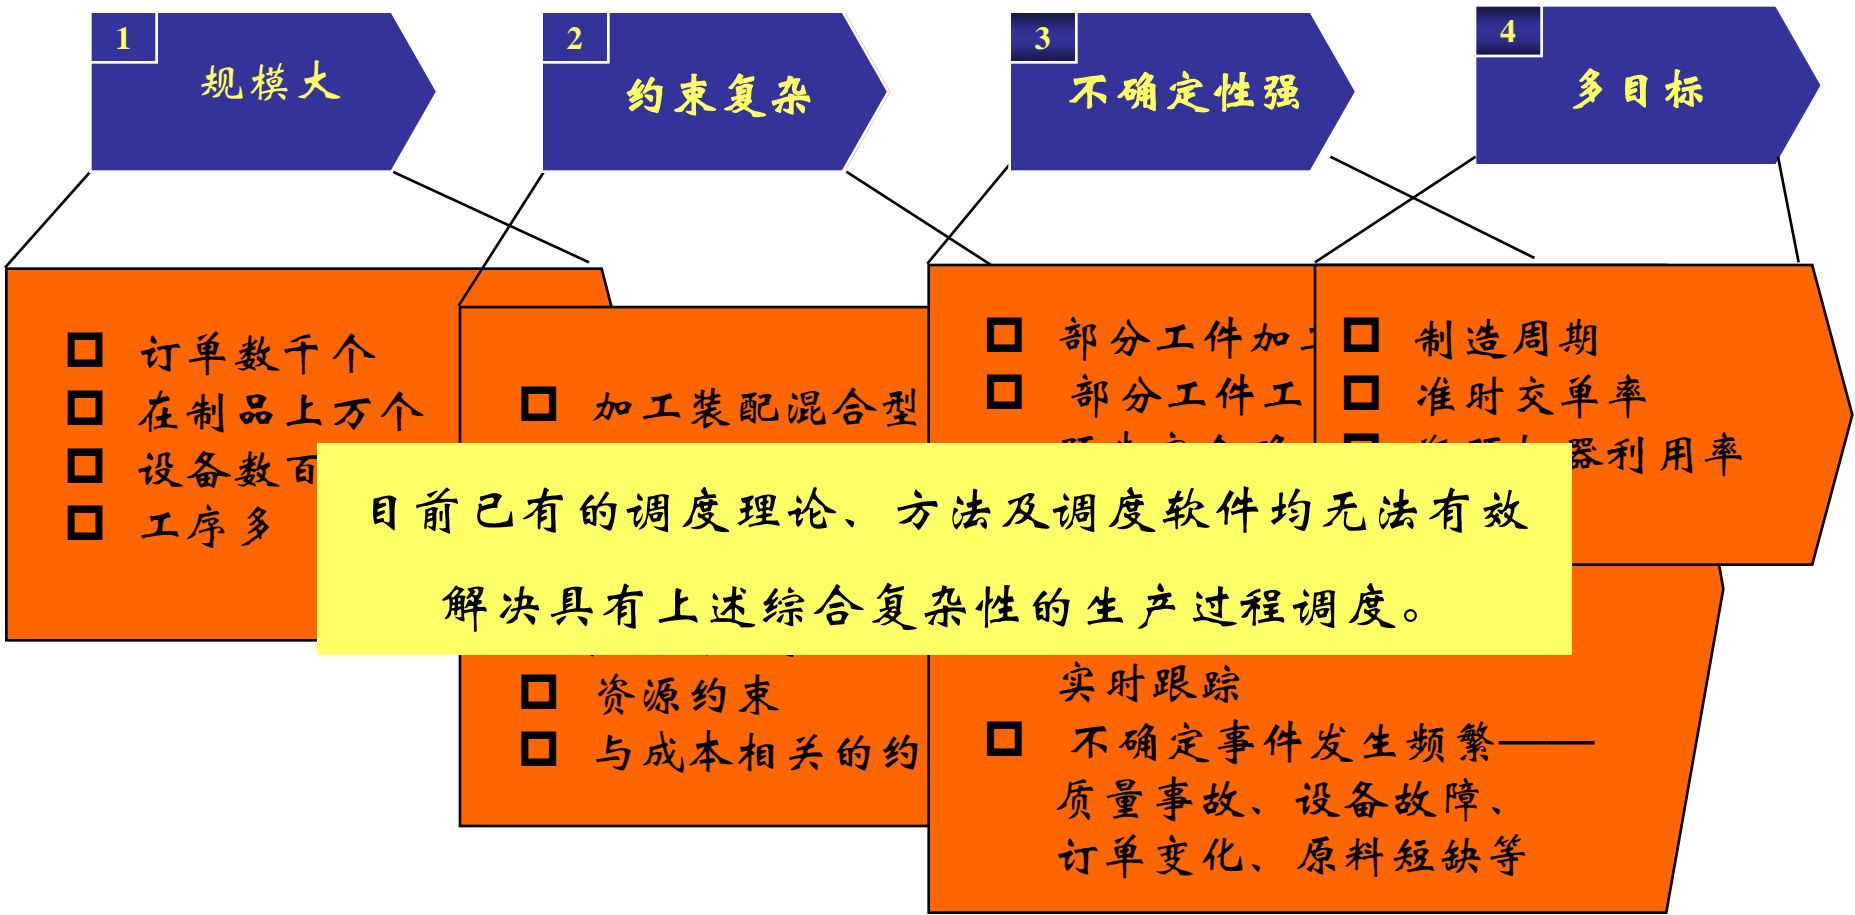 1
规模大
2
约束复杂
3
不确定性强
4
多目标
订单数千个
在制品上万个
设备数百
工序多
加工装配混合型
资源约束
与成本相关的约
部分工件加
部分工件工
实时跟踪
不确定事件发生频繁——
质量事故、设备故障、
订单变化、原料短缺等
制造周期
准时交单率
器利用率
目前已有的调度理论、方法及调度软件均无法有效
解决具有上述综合复杂性的生产过程调度。